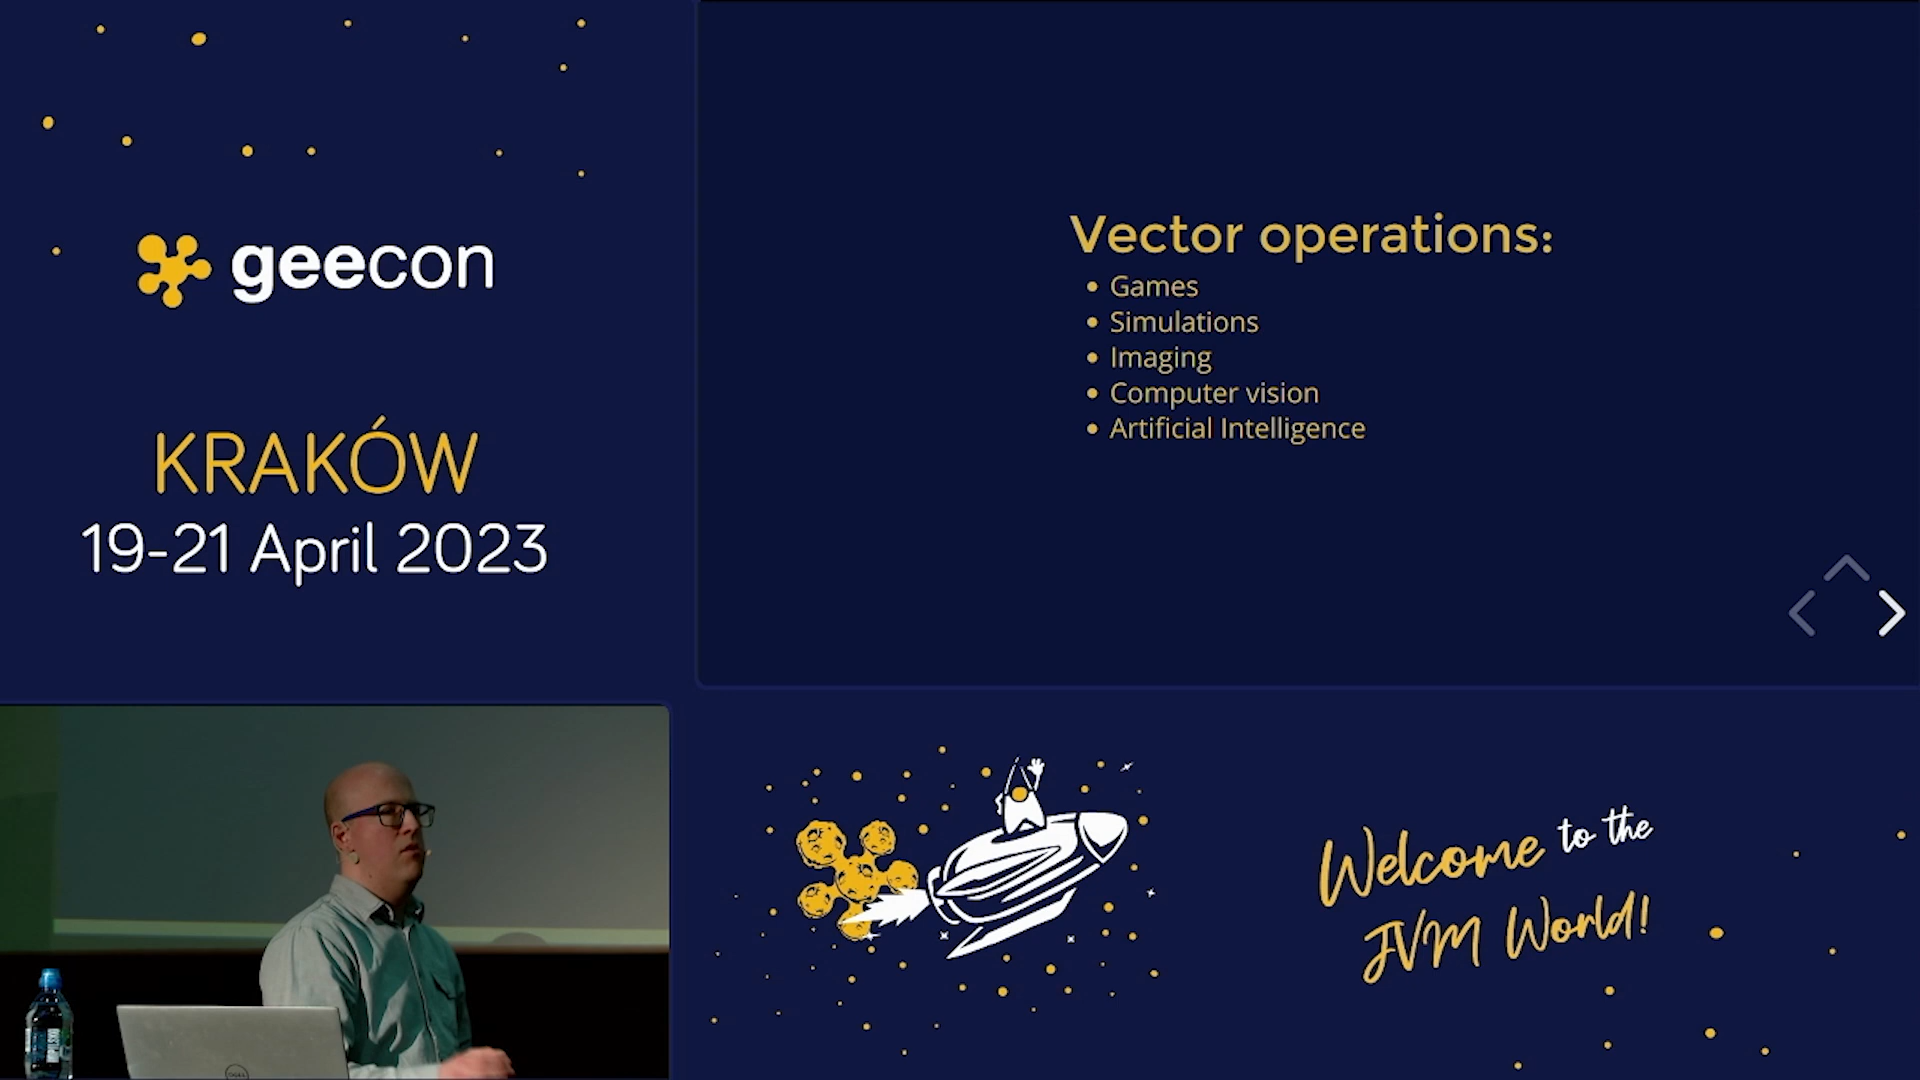 geecon
KRAKÓW
19-21 April 2023
Vector operations:
Games
Simulations
Imaging
Computer vision
Artificial Intelligence
Welcome to the
JVM World!
DELL